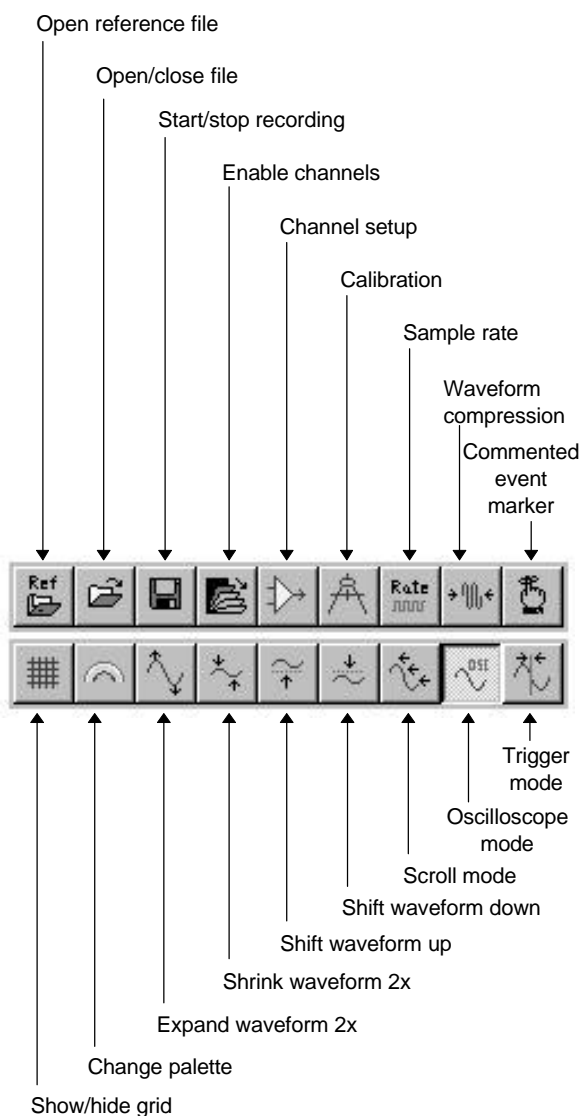 Open reference file
Open/close file
Start/stop recording
Enable channels
Channel setup
Calibration
Sample rate
Waveform
compression
Commented
event
marker
Ref
Rate
OSC
Trigger
mode
Oscilloscope
mode
Scroll mode
Shift waveform down
Shift waveform up
Shrink waveform 2x
Expand waveform 2x
Change palette
Show/hide grid